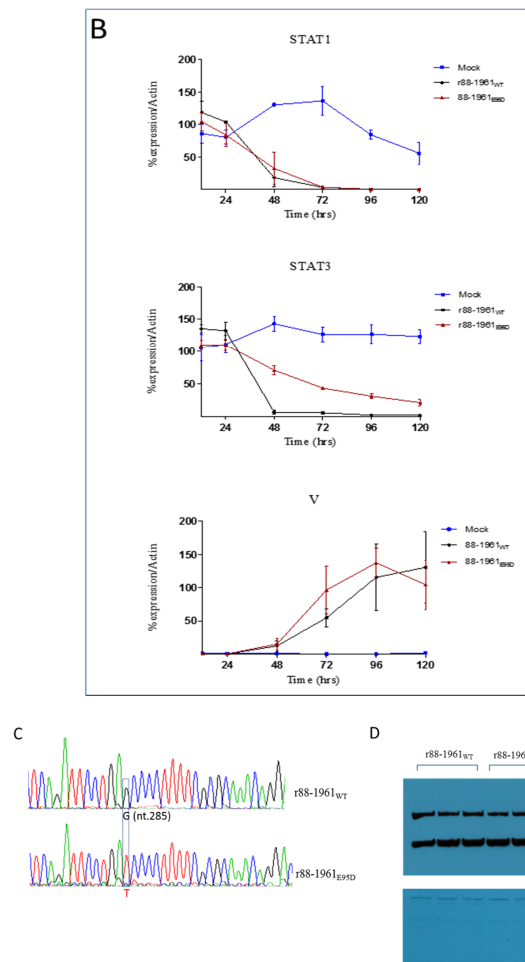 B
STAT1
Mock
r88-1961WT
88-1961E95D
%expression/Actin
200
150
100
50
24 48 72 96 120
Time (hrs)
STAT3
Mock
r88-1961WT
r88-1961E95D
%expression/Actin
200
150
100
50
24 48 72 96 120
Time (hrs)
V
Mock
88-1961WT
88-1961E95D
%expression/Actin
200
150
100
50
24 48 72 96 120
Time (hrs)
C
r88-1961WT
G (nt.285)
r88-1961E95D
T
D
r88-1961WT r88-196